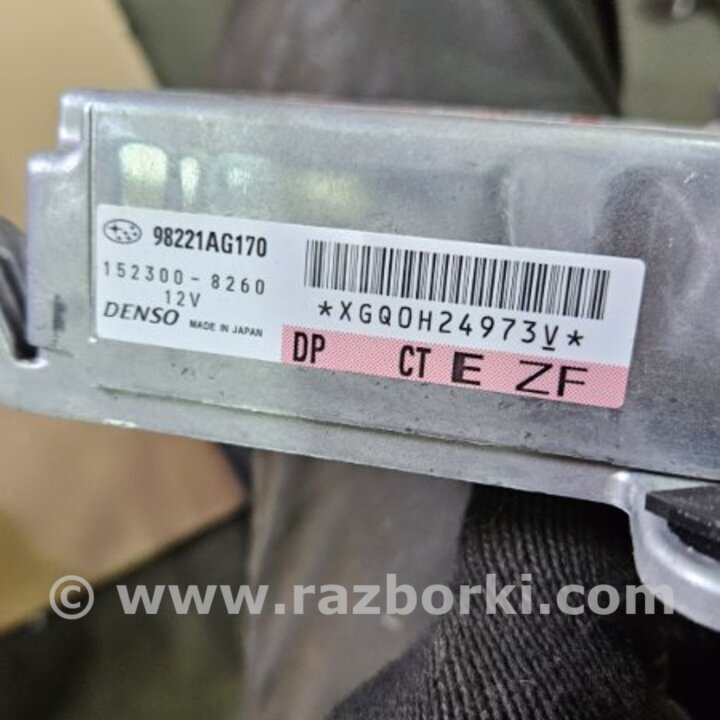 98221AG170
152300-8260
12V
DENSO MADE IN JAPAN
*XGQ0H24973V*
DP CT E ZF
© www.razborki.com